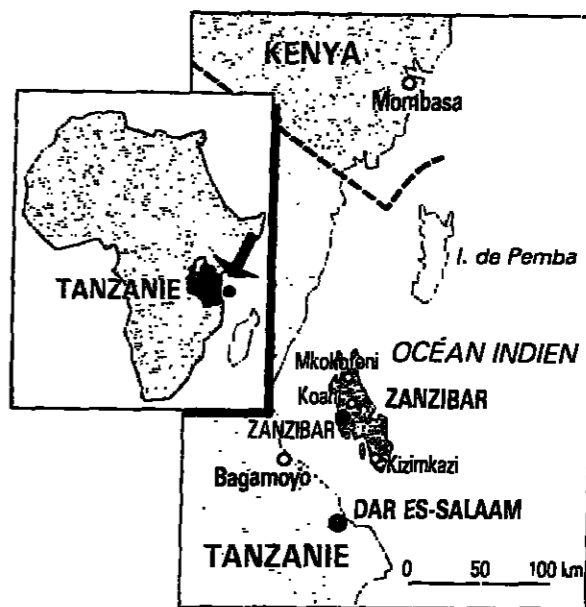 KENYA
Mombasa
I. de Pemba
TANZANIE
OCÉAN INDIEN
Koani
ZANZIBAR
ZANZIBAR
Kizimkazi
Bagamoyo
DAR ES-SALAAM
TANZANIE
0 50 100 km